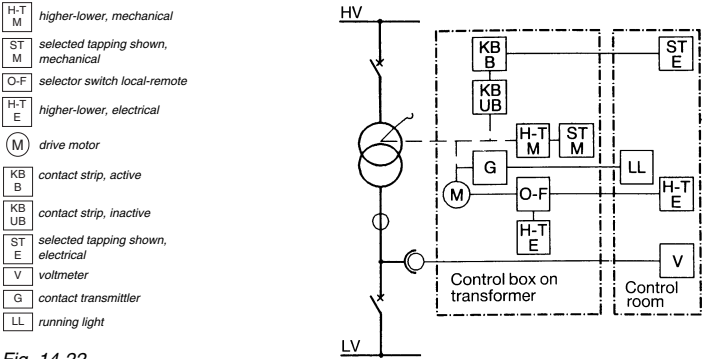 H-T
M
higher-lower, mechanical
ST
M
selected tapping shown,
mechanical
O-F
selector switch local-remote
H-T
E
higher-lower, electrical
M
drive motor
KB
B
contact strip, active
KB
UB
contact strip, inactive
ST
E
selected tapping shown,
electrical
V
voltmeter
G
contact transmittler
LL
running light
Fig. 14-22
HV
KB
B
ST
E
KB
UB
H-T
M
ST
M
G
LL
M
O-F
H-T
E
H-T
E
V
Control box on
transformer
Control
room
LV